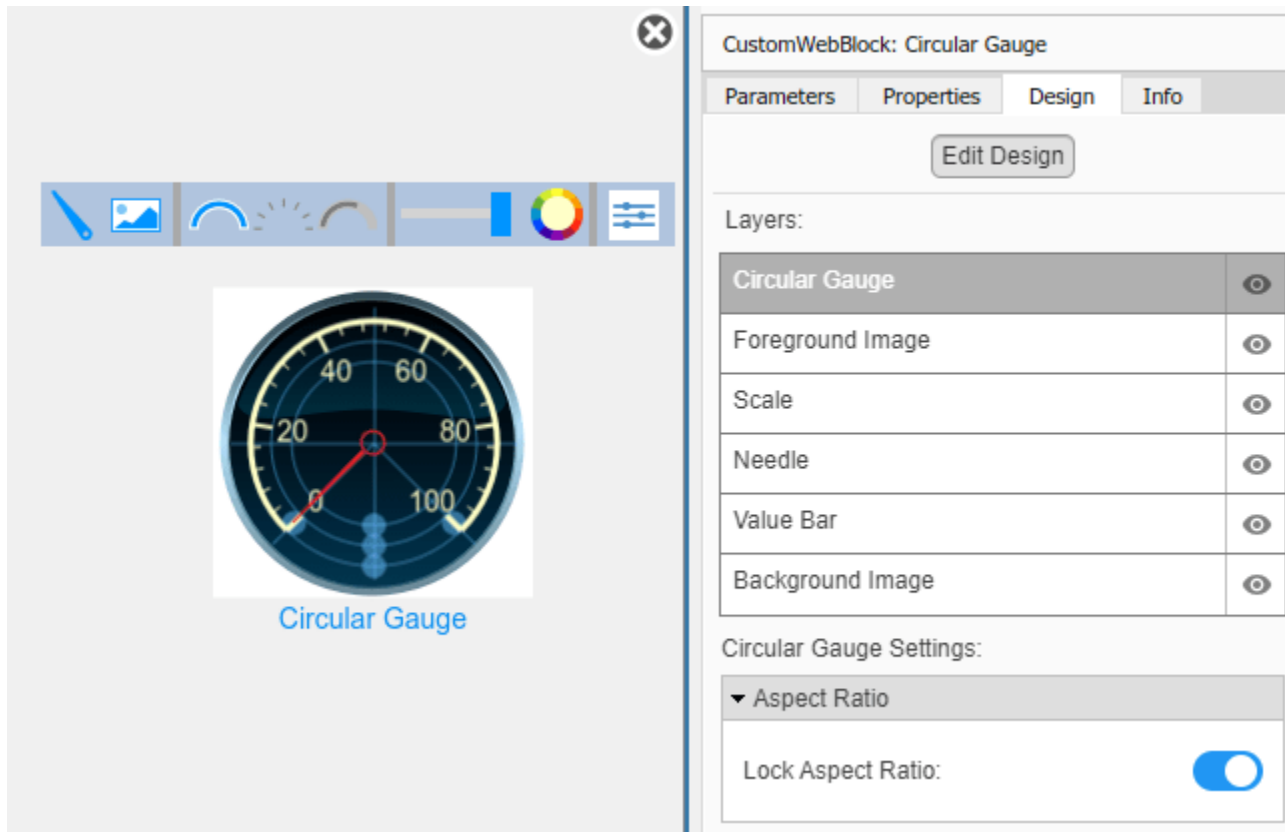 CustomWebBlock: Circular Gauge
Parameters Properties Design Info
Edit Design
Layers:
Circular Gauge
Foreground Image
Scale
Needle
Value Bar
Background Image
Circular Gauge Settings:
Aspect Ratio
Lock Aspect Ratio:
40 60
20 80
0 100
Circular Gauge